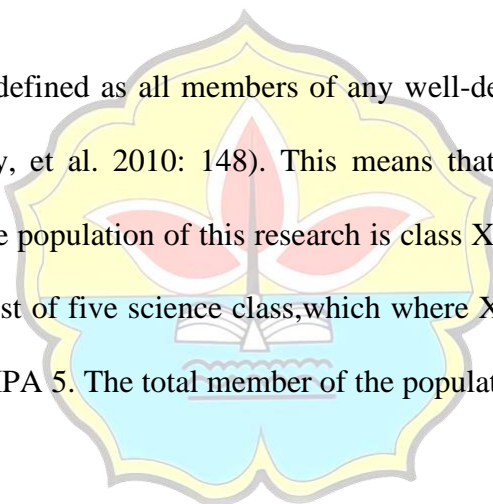 defined as all members of any well-de
y, et al. 2010: 148). This means that
e population of this research is class X
st of five science class,which where X
IPA 5. The total member of the populat